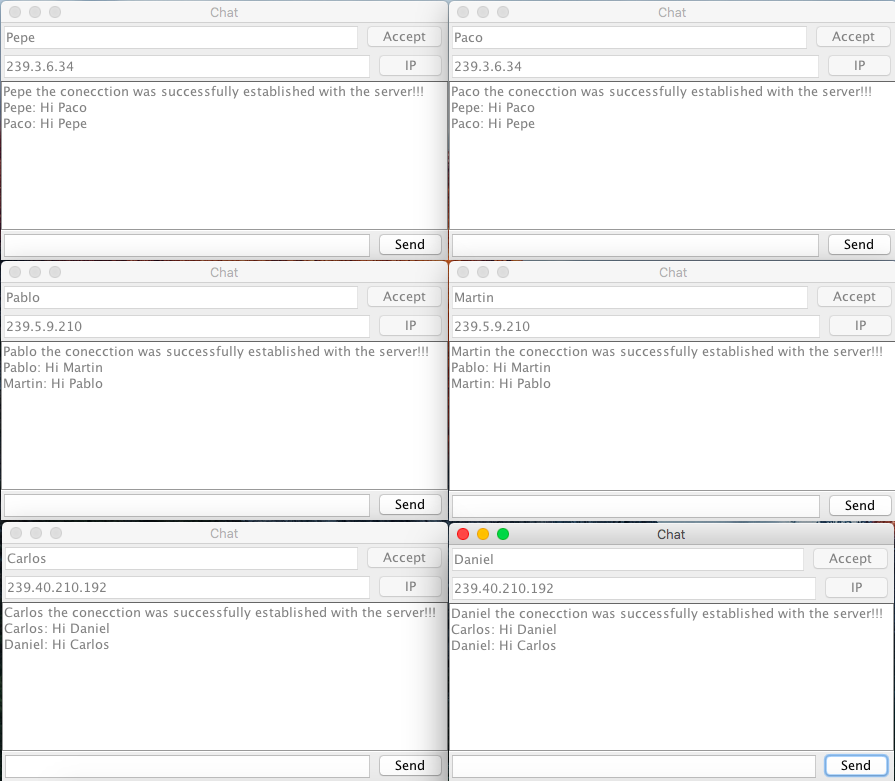 Chat
Pepe Accept
239.3.6.34 IP
Pepe the conecction was successfully established with the server!!!
Pepe: Hi Paco
Paco: Hi Pepe
Send
Chat
Paco Accept
239.3.6.34 IP
Paco the conecction was successfully established with the server!!!
Pepe: Hi Paco
Paco: Hi Pepe
Send
Chat
Pablo Accept
239.5.9.210 IP
Pablo the conecction was successfully established with the server!!!
Pablo: Hi Martin
Martin: Hi Pablo
Send
Chat
Martin Accept
239.5.9.210 IP
Martin the conecction was successfully established with the server!!!
Pablo: Hi Martin
Martin: Hi Pablo
Send
Chat
Carlos Accept
239.40.210.192 IP
Carlos the conecction was successfully established with the server!!!
Carlos: Hi Daniel
Daniel: Hi Carlos
Send
Chat
Daniel Accept
239.40.210.192 IP
Daniel the conecction was successfully established with the server!!!
Carlos: Hi Daniel
Daniel: Hi Carlos
Send